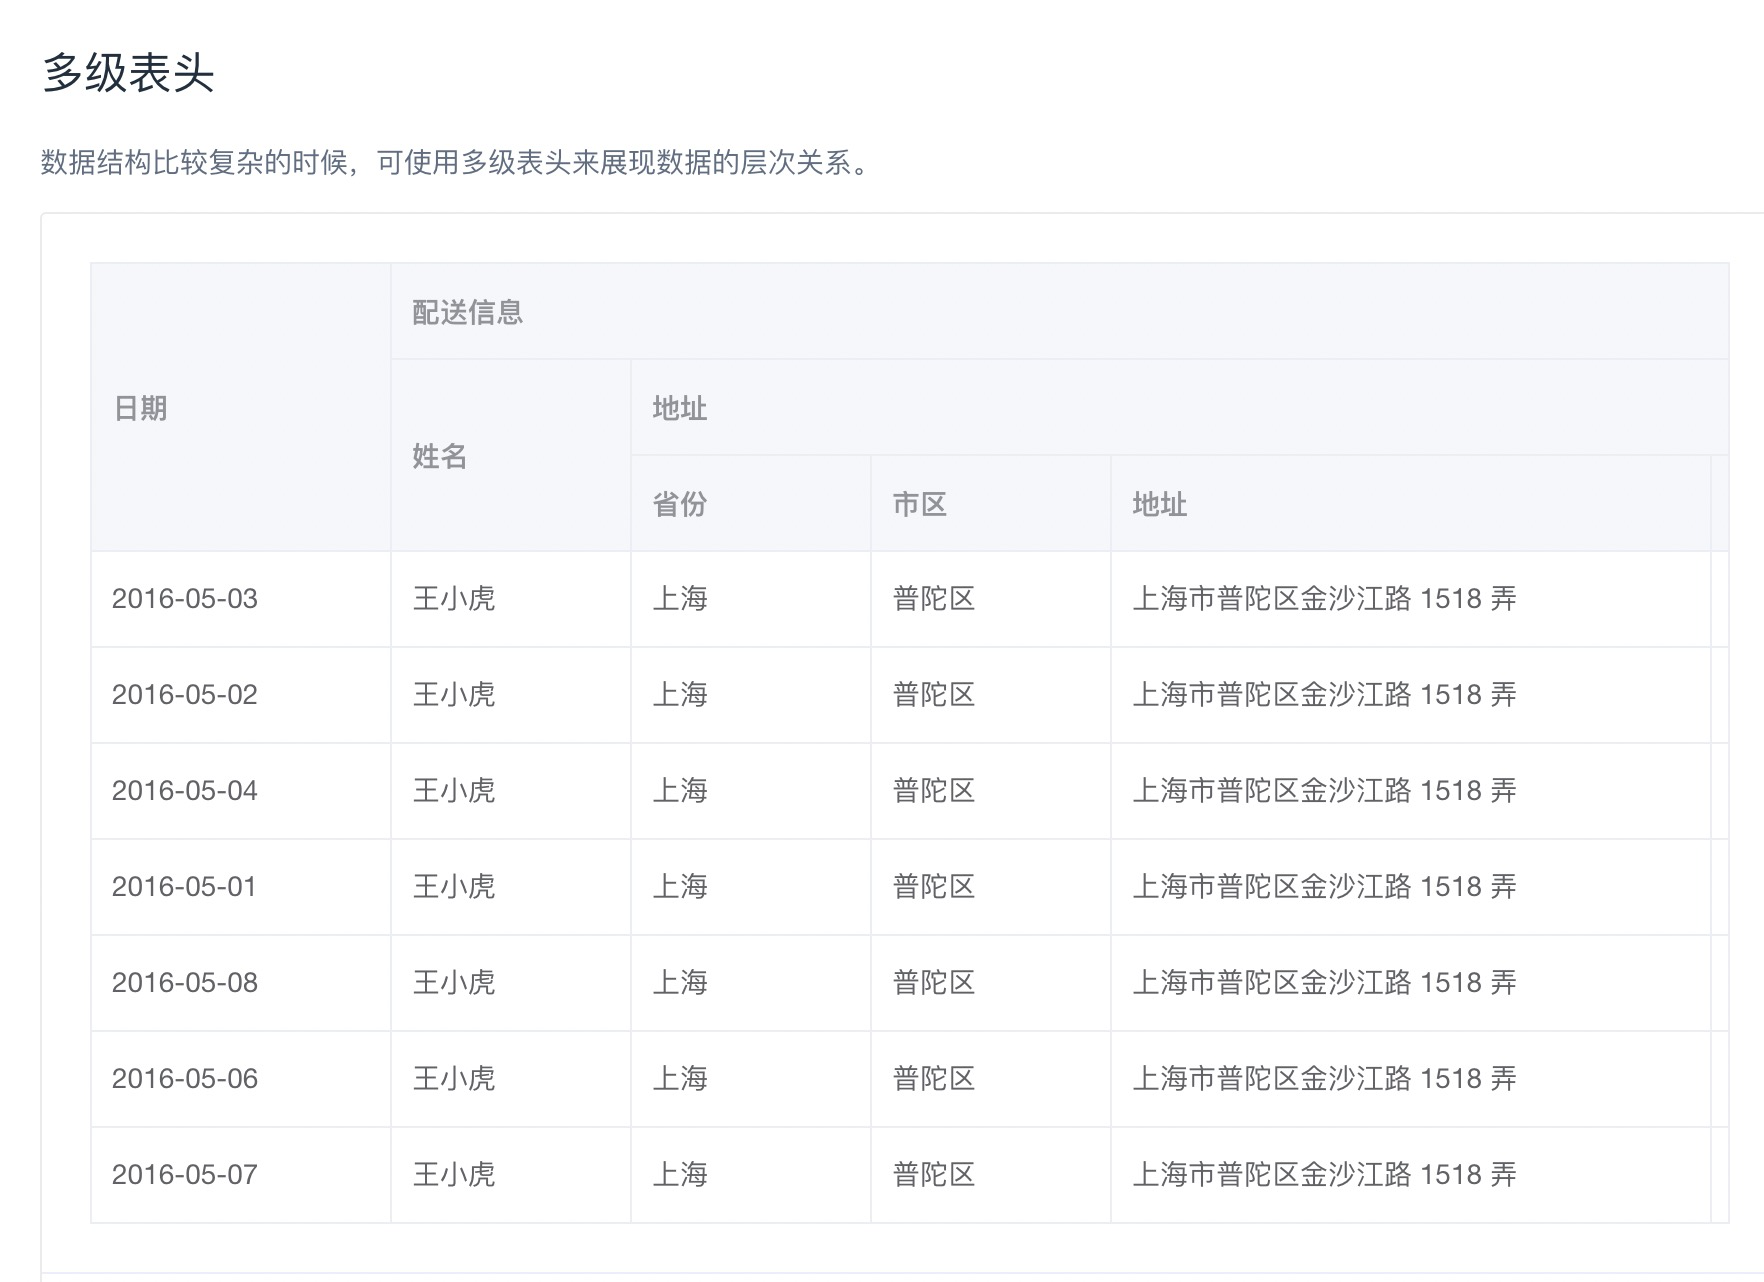 多级表头
数据结构比较复杂的时候，可使用多级表头来展现数据的层次关系。
配送信息
日期
地址
姓名
省份 市区 地址
2016-05-03 王小虎 上海 普陀区 上海市普陀区金沙江路 1518 弄
2016-05-02 王小虎 上海 普陀区 上海市普陀区金沙江路 1518 弄
2016-05-04 王小虎 上海 普陀区 上海市普陀区金沙江路 1518 弄
2016-05-01 王小虎 上海 普陀区 上海市普陀区金沙江路 1518 弄
2016-05-08 王小虎 上海 普陀区 上海市普陀区金沙江路 1518 弄
2016-05-06 王小虎 上海 普陀区 上海市普陀区金沙江路 1518 弄
2016-05-07 王小虎 上海 普陀区 上海市普陀区金沙江路 1518 弄